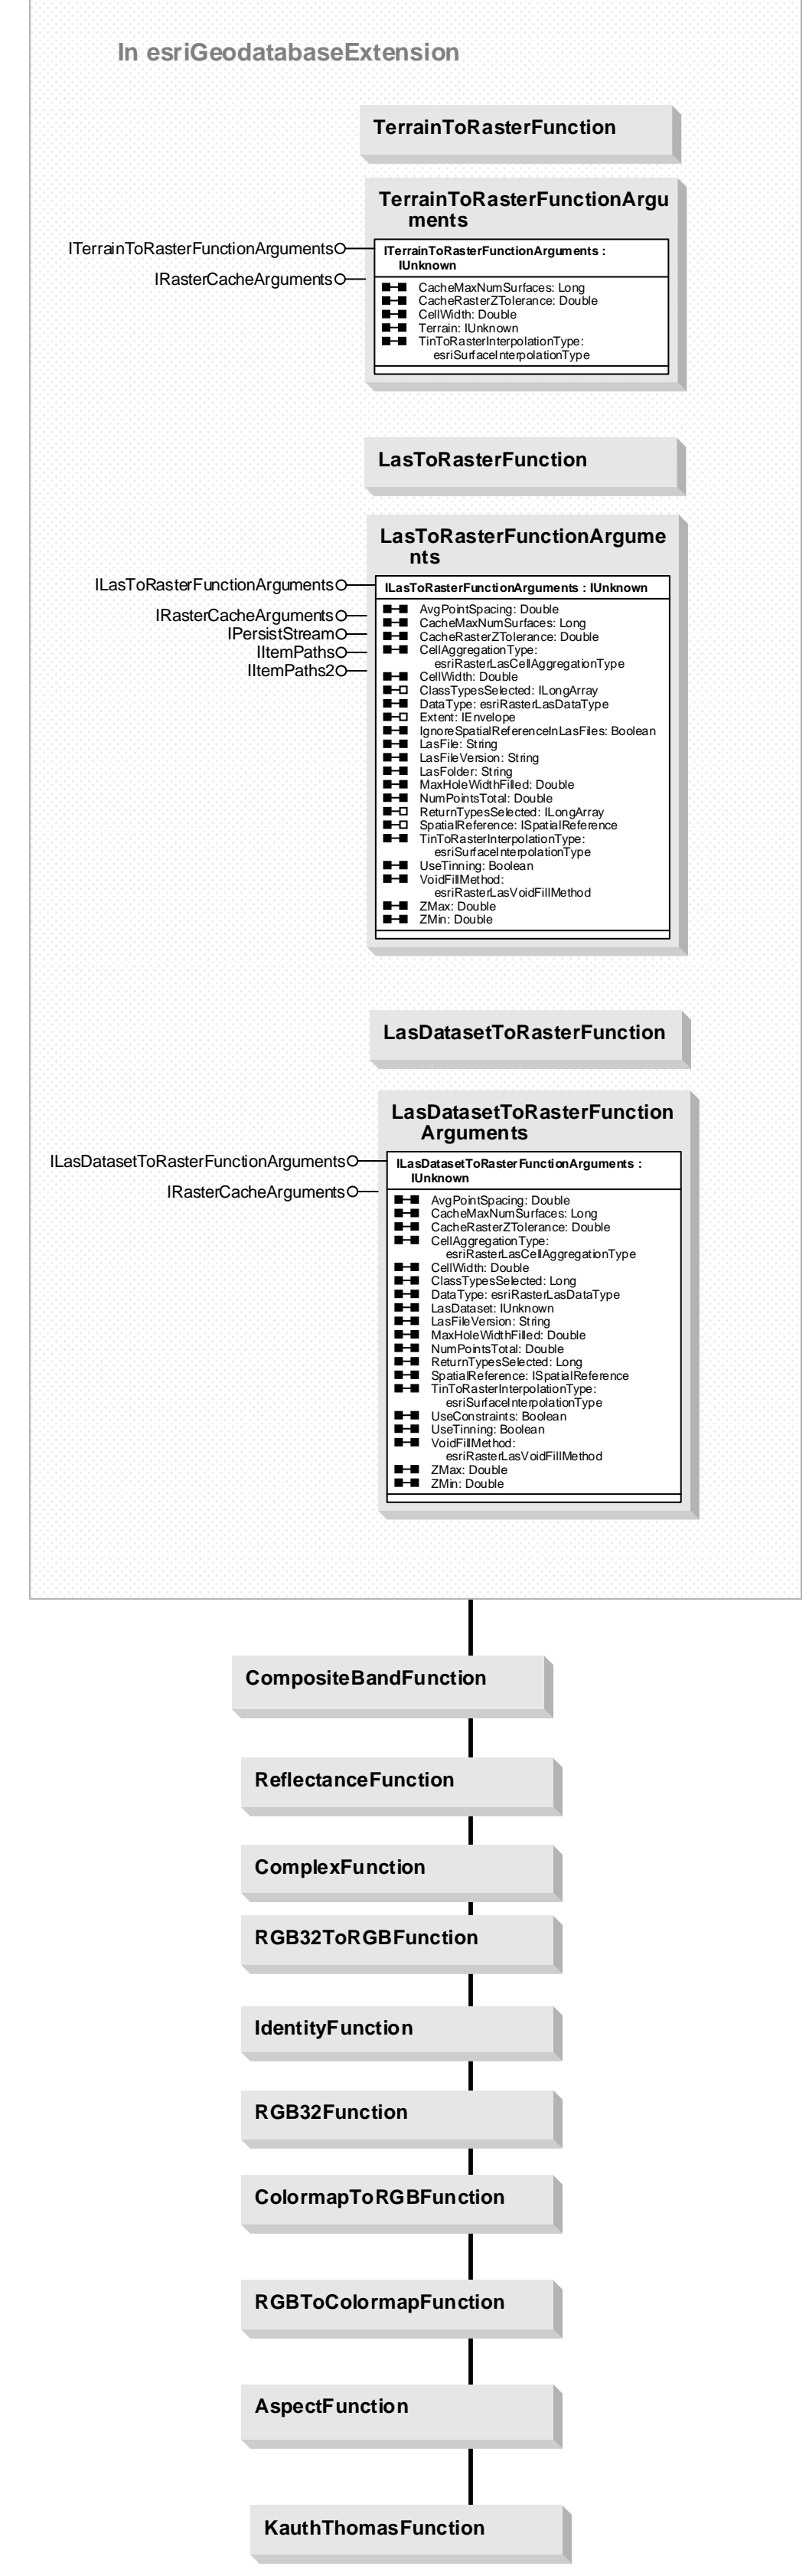 In esriGeodatabaseExtension
TerrainToRasterFunction
TerrainToRasterFunctionArgu
ments
ITerrainToRasterFunctionArguments
IRasterCacheArguments
ITerrainToRasterFunctionArguments :
IUnknown
CacheMaxNumSurfaces: Long
CacheRasterZTolerance: Double
CellWidth: Double
Terrain: IUnknown
TinToRasterInterpolationType:
esriSurfaceInterpolationType
LasToRasterFunction
LasToRasterFunctionArgume
nts
ILasToRasterFunctionArguments
IRasterCacheArguments
IPersistStream
IItemPaths
IItemPaths2
ILasToRasterFunctionArguments : IUnknown
AvgPointSpacing: Double
CacheMaxNumSurfaces: Long
CacheRasterZTolerance: Double
CellAggregationType:
esriRasterLasCellAggregationType
CellWidth: Double
ClassTypesSelected: ILongArray
DataType: esriRasterLasDataType
Extent: IEnvelope
IgnoreSpatialReferenceInLasFiles: Boolean
LasFile: String
LasFileVersion: String
LasFolder: String
MaxHoleWidthFilled: Double
NumPointsTotal: Double
ReturnTypesSelected: ILongArray
SpatialReference: ISpatialReference
TinToRasterInterpolationType:
esriSurfaceInterpolationType
UseTinning: Boolean
VoidFillMethod:
esriRasterLasVoidFillMethod
ZMax: Double
ZMin: Double
LasDatasetToRasterFunction
LasDatasetToRasterFunction
Arguments
ILasDatasetToRasterFunctionArguments
IRasterCacheArguments
ILasDatasetToRasterFunctionArguments :
IUnknown
AvgPointSpacing: Double
CacheMaxNumSurfaces: Long
CacheRasterZTolerance: Double
CellAggregationType:
esriRasterLasCellAggregationType
CellWidth: Double
ClassTypesSelected: Long
DataType: esriRasterLasDataType
LasDataset: IUnknown
LasFileVersion: String
MaxHoleWidthFilled: Double
NumPointsTotal: Double
ReturnTypesSelected: Long
SpatialReference: ISpatialReference
TinToRasterInterpolationType:
esriSurfaceInterpolationType
UseConstraints: Boolean
UseTinning: Boolean
VoidFillMethod:
esriRasterLasVoidFillMethod
ZMax: Double
ZMin: Double
CompositeBandFunction
ReflectanceFunction
ComplexFunction
RGB32ToRGBFunction
IdentityFunction
RGB32Function
ColormapToRGBFunction
RGBToColormapFunction
AspectFunction
KauthThomasFunction